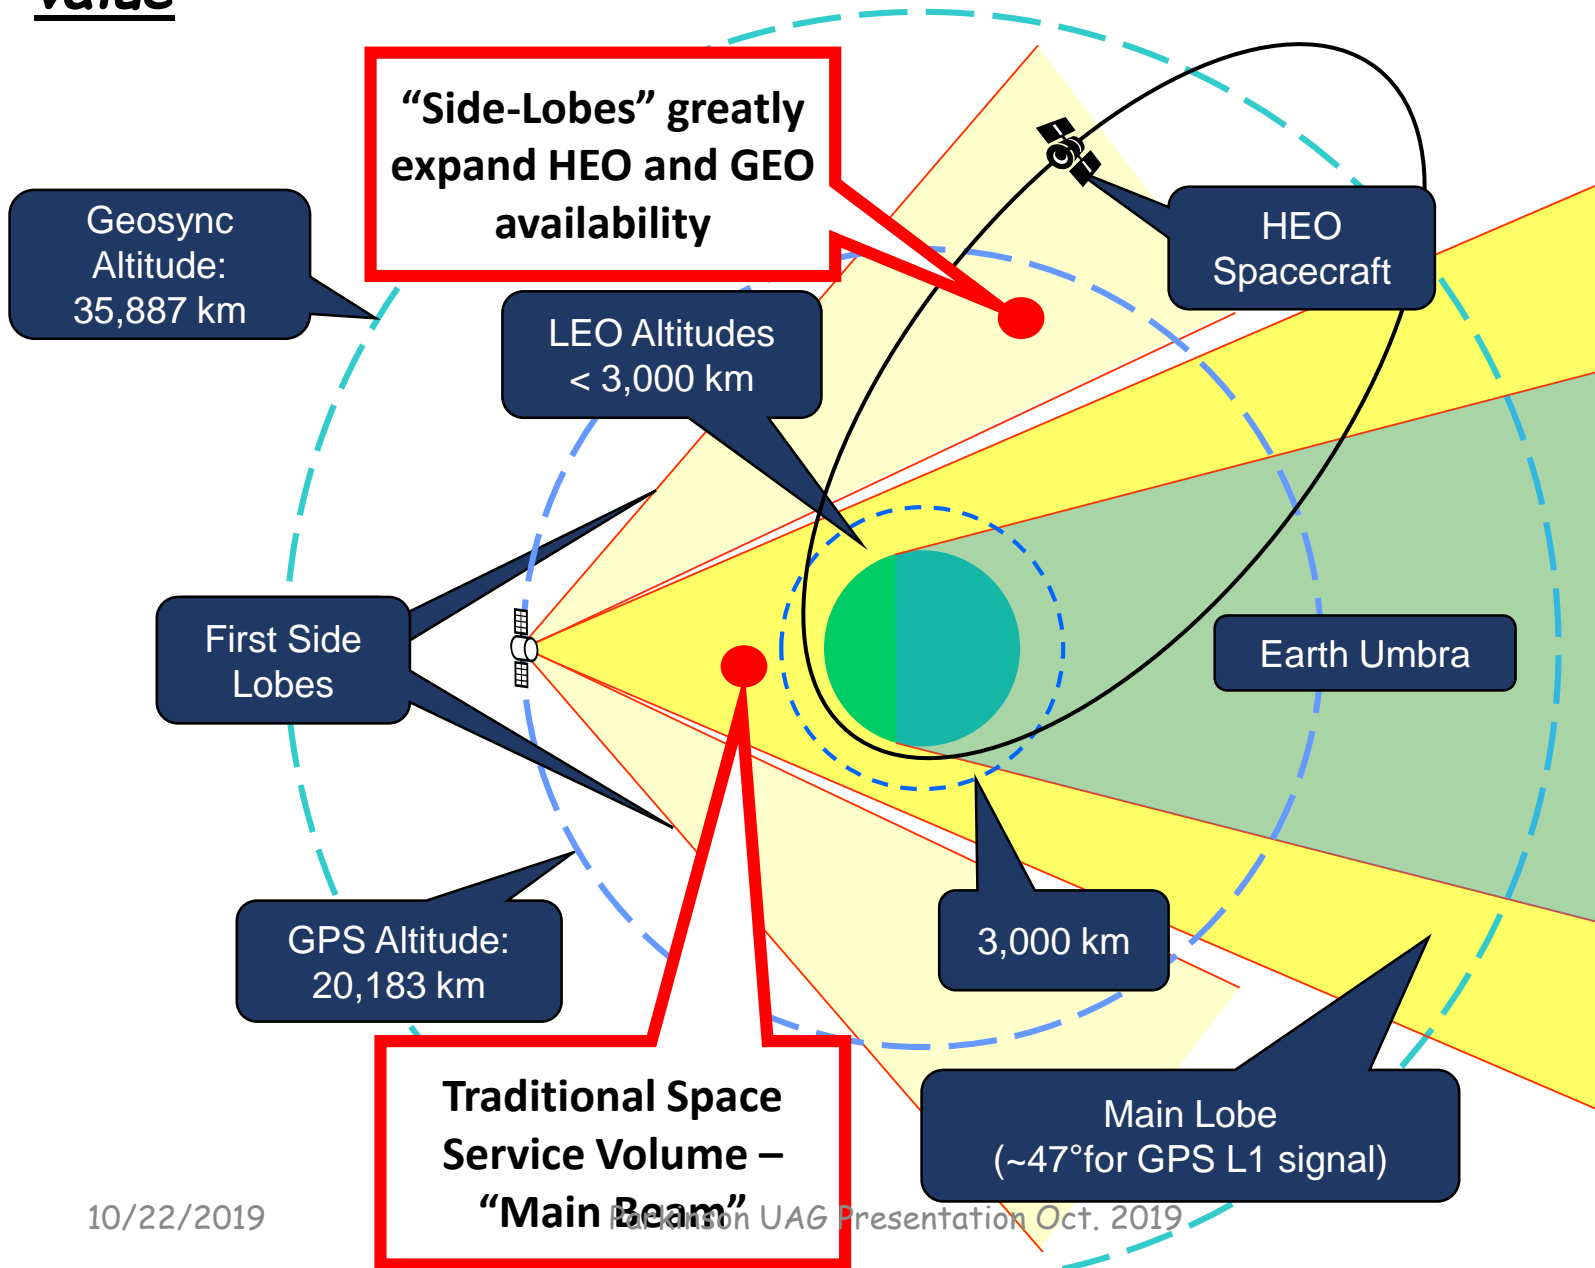 value
“Side-Lobes” greatly
expand HEO and GEO
availability
Geosync
Altitude:
35,887 km
HEO
Spacecraft
LEO Altitudes
< 3,000 km
First Side
Lobes
Earth Umbra
GPS Altitude:
20,183 km
3,000 km
Traditional Space
Service Volume –
“Main Beam”
Main Lobe
(~47°for GPS L1 signal)
10/22/2019
Parkinson UAG Presentation Oct. 2019